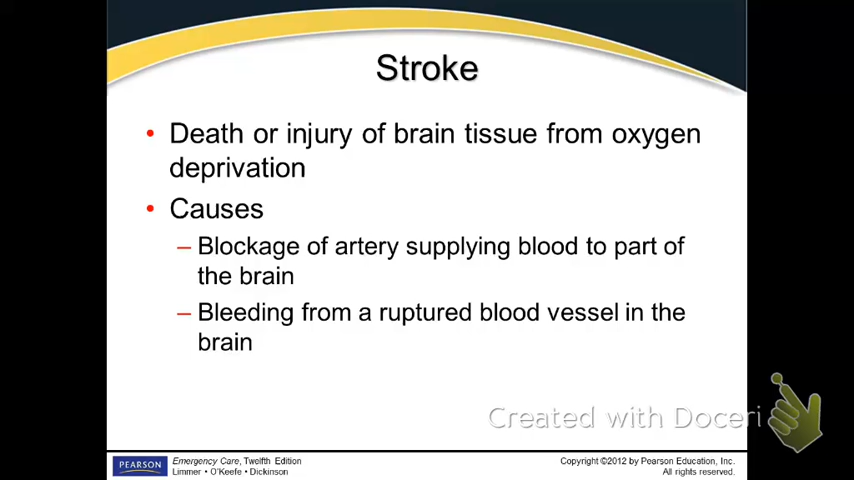 Stroke
• Death or injury of brain tissue from oxygen
deprivation
• Causes
– Blockage of artery supplying blood to part of
the brain
– Bleeding from a ruptured blood vessel in the
brain
Created with Doceri
PEARSON
Emergency Care, Twelfth Edition
Limmer • O'Keefe • Dickinson
Copyright ©2012 by Pearson Education, Inc.
All rights reserved.